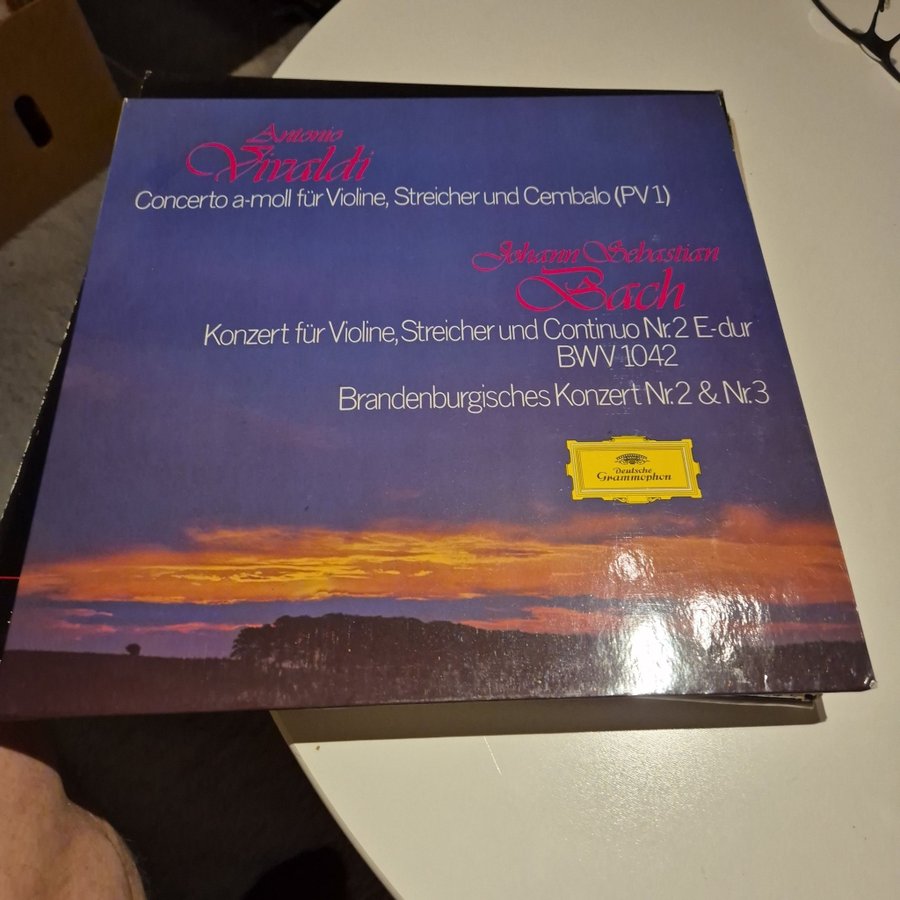 Antonio
Vivaldi
Concerto a-moll für Violine, Streicher und Cembalo (PV 1)
Johann Sebastian
Bach
Konzert für Violine, Streicher und Continuo Nr. 2 E-dur
BWV 1042
Brandenburgisches Konzert Nr. 2 & Nr. 3
Deutsche
Grammophon